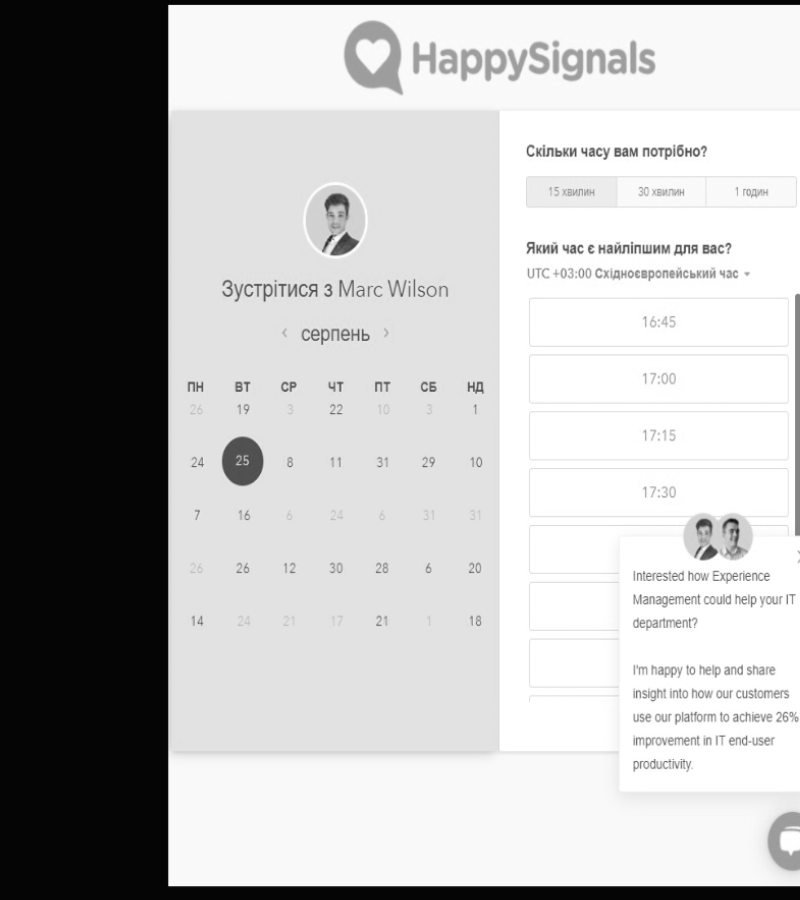 HappySignals
Зустрітися з Marc Wilson
‹ серпень ›
ПН ВТ СР ЧТ ПТ СБ НД
26 19 3 22 10 3 1
24 25 8 11 31 29 10
7 16 6 24 6 31 31
26 26 12 30 28 6 20
14 24 21 17 21 1 18
Скільки часу вам потрібно?
15 хвилин 30 хвилин 1 годин
Який час є найліпшим для вас?
UTC +03:00 Східноєвропейський час
16:45
17:00
17:15
17:30
Interested how Experience
Management could help your IT
department?
I'm happy to help and share
insight into how our customers
use our platform to achieve 26%
improvement in IT end-user
productivity.